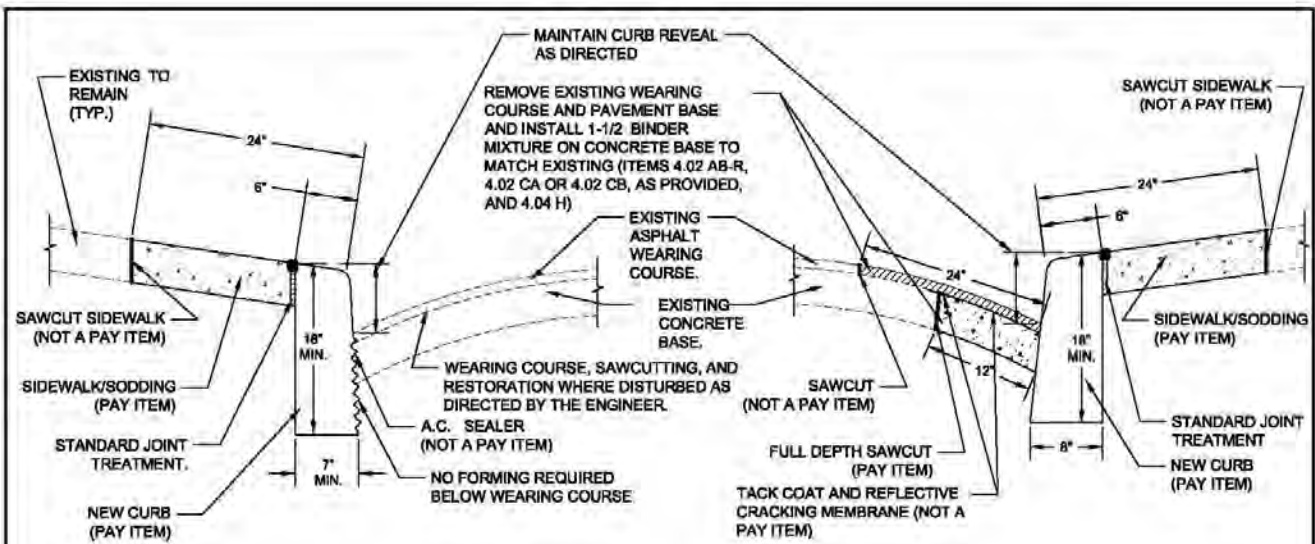 MAINTAIN CURB REVEAL
AS DIRECTED
EXISTING TO
REMAIN
(TYP.)
24"
6"
REMOVE EXISTING WEARING
COURSE AND PAVEMENT BASE
AND INSTALL 1-1/2 BINDER
MIXTURE ON CONCRETE BASE TO
MATCH EXISTING (ITEMS 4.02 AB-R,
4.02 CA OR 4.02 CB, AS PROVIDED,
AND 4.04 H)
SAWCUT SIDEWALK
(NOT A PAY ITEM)
24"
6"
EXISTING
ASPHALT
WEARING
COURSE.
EXISTING
CONCRETE
BASE.
24"
12"
SAWCUT SIDEWALK
(NOT A PAY ITEM)
SIDEWALK/SODDING
(PAY ITEM)
STANDARD JOINT
TREATMENT.
NEW CURB
(PAY ITEM)
18"
MIN.
7"
MIN.
WEARING COURSE, SAWCUTTING, AND
RESTORATION WHERE DISTURBED AS
DIRECTED BY THE ENGINEER.
A.C. SEALER
(NOT A PAY ITEM)
NO FORMING REQUIRED
BELOW WEARING COURSE
SAWCUT
(NOT A PAY ITEM)
FULL DEPTH SAWCUT
(PAY ITEM)
TACK COAT AND REFLECTIVE
CRACKING MEMBRANE (NOT A
PAY ITEM)
18"
MIN.
8"
SIDEWALK/SODDING
(PAY ITEM)
STANDARD JOINT
TREATMENT
NEW CURB
(PAY ITEM)